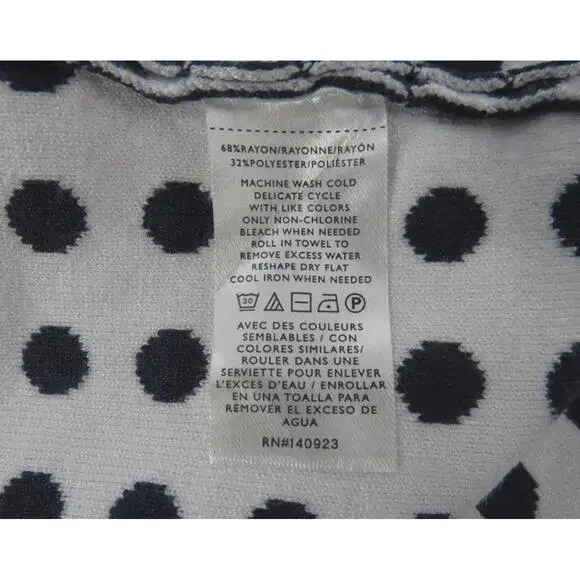 68%RAYON/RAYONNE/RAYÓN
32%POLYESTER/POLIÉSTER
MACHINE WASH COLD
DELICATE CYCLE
WITH LIKE COLORS
ONLY NON-CHLORINE
BLEACH WHEN NEEDED
ROLL IN TOWEL TO
REMOVE EXCESS WATER
RESHAPE DRY FLAT
COOL IRON WHEN NEEDED
30 P
AVEC DES COULEURS
SEMBLABLES / CON
COLORES SIMILARES/
ROULER DANS UNE
SERVIETTE POUR ENLEVER
L'EXCES D'EAU / ENROLLAR
EN UNA TOALLA PARA
REMOVER EL EXCESO DE
AGUA
RN#140923